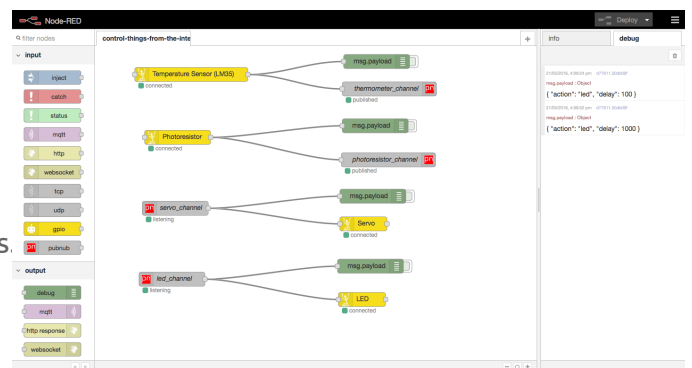 Node-RED
Deploy
filter nodes
control-things-from-the-inte
info
debug
input
inject
catch
status
mqtt
http
websocket
tcp
udp
gpio
pubnub
output
debug
mqtt
http response
websocket
s.
Temperature Sensor (LM35)
connected
msg.payload
thermometer_channel
published
Photoresistor
connected
msg.payload
photoresistor_channel
published
servo_channel
listening
msg.payload
Servo
connected
led_channel
listening
msg.payload
LED
connected
msg.payload : Object
{ "action": "led", "delay": 100 }
msg.payload : Object
{ "action": "led", "delay": 1000 }